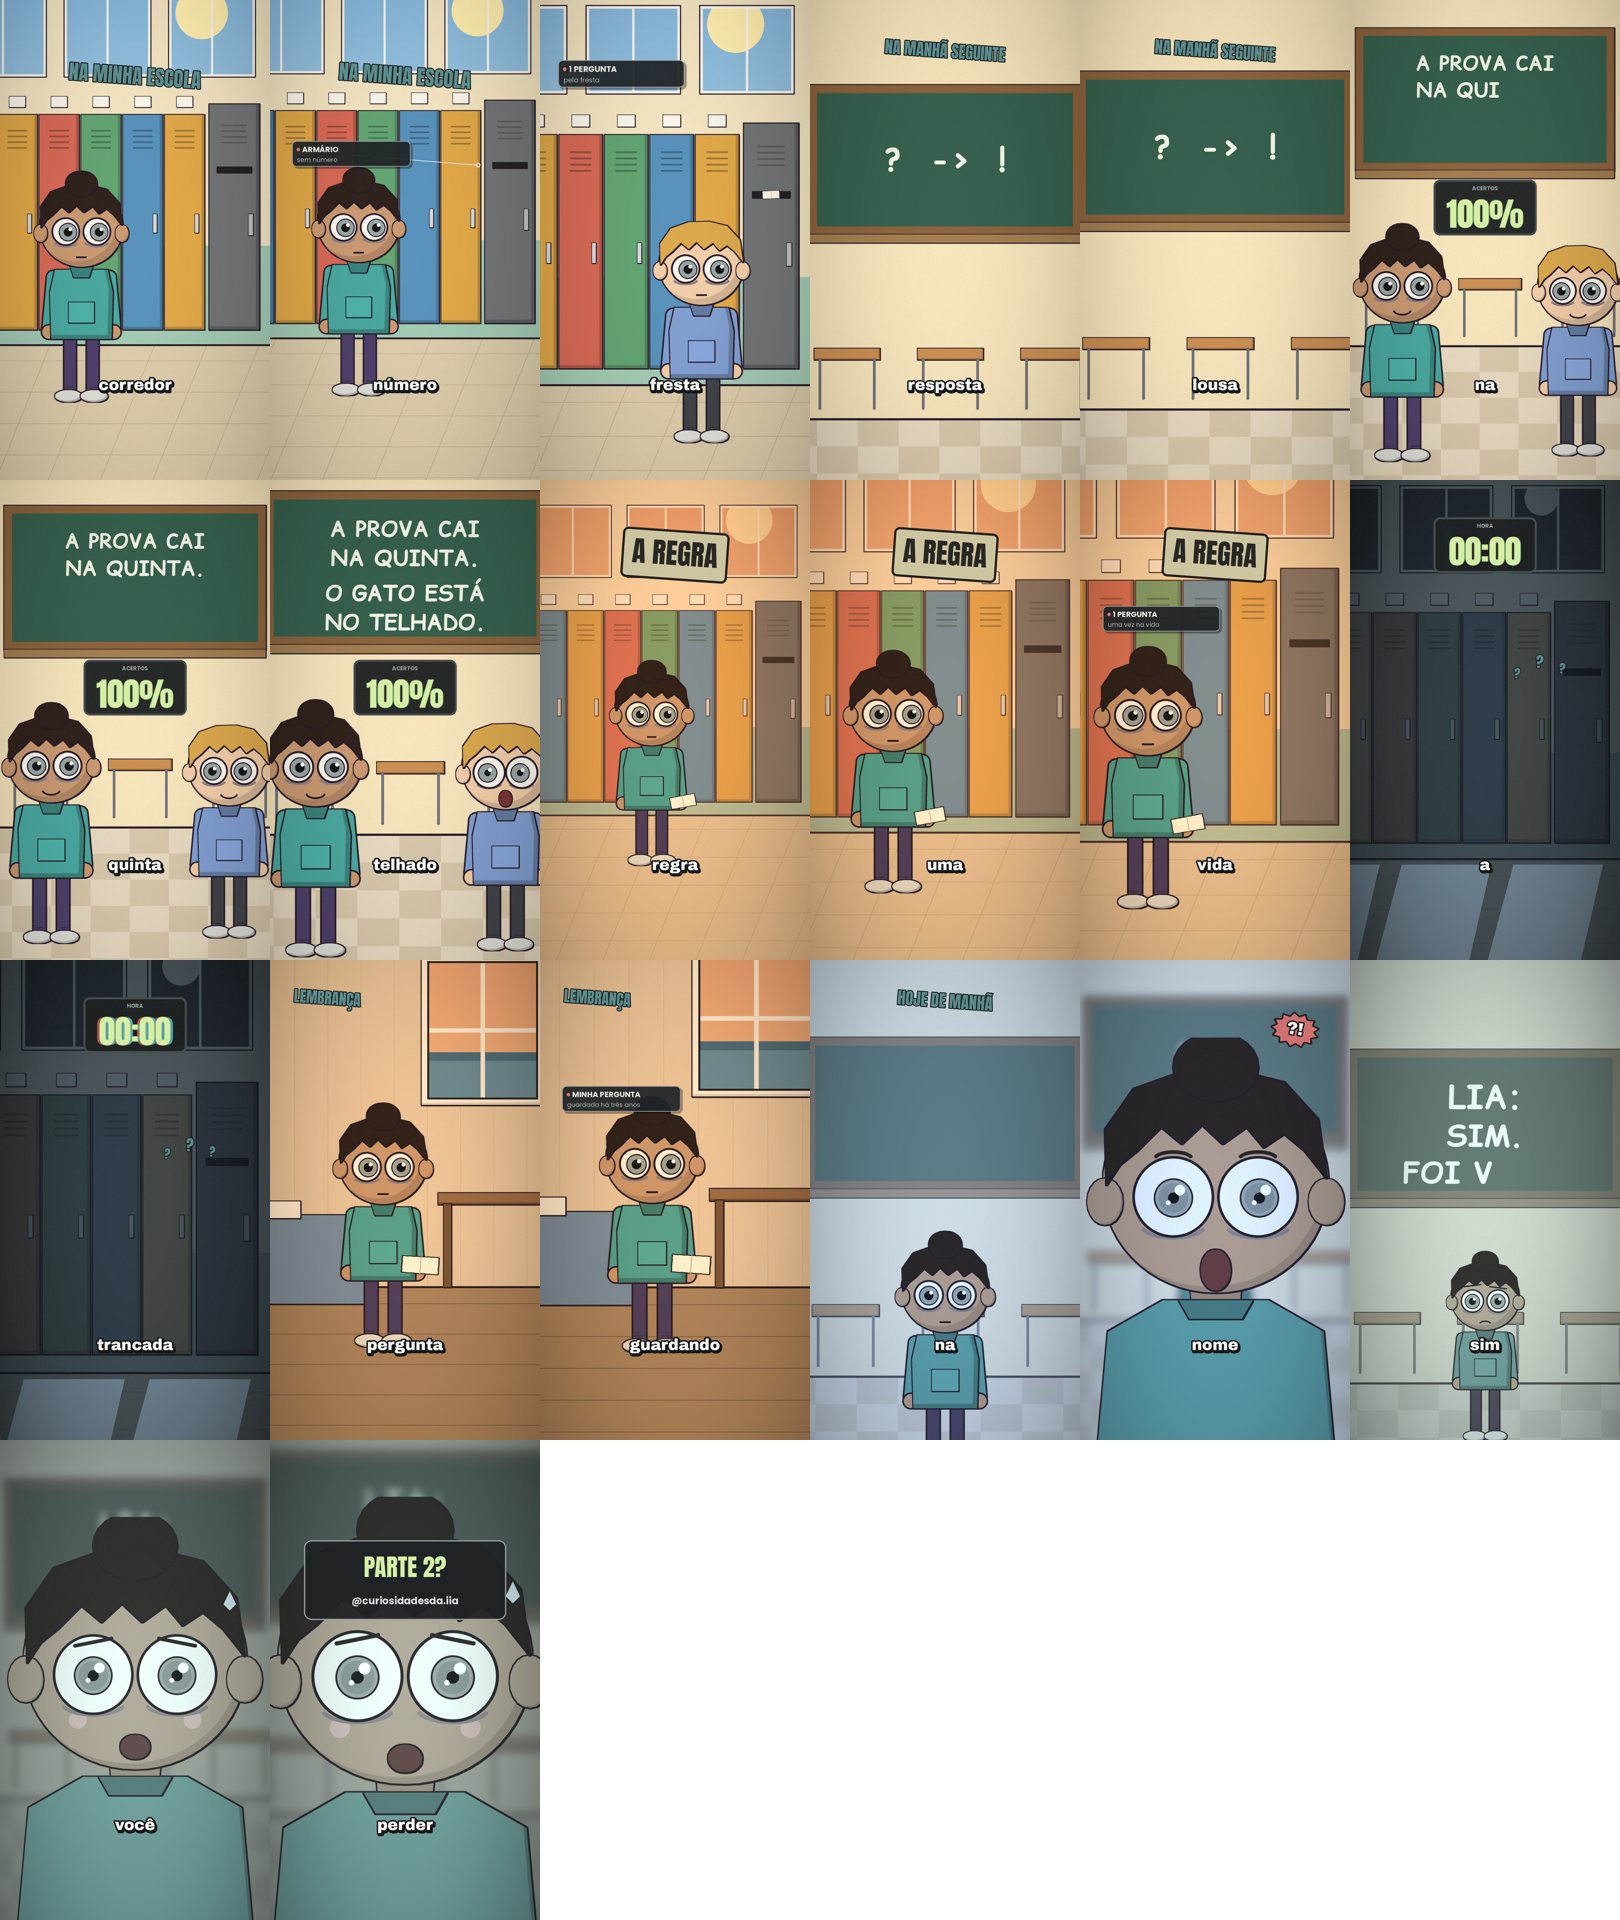 NA MINHA ESCOLA
corredor
NA MINHA ESCOLA
ARMÁRIO
sem número
número
1 PERGUNTA
pela fresta
fresta
NA MANHÃ SEGUINTE
? -> !
resposta
NA MANHÃ SEGUINTE
? -> !
lousa
A PROVA CAI
NA QUI
ACERTOS
100%
na
A PROVA CAI
NA QUINTA.
ACERTOS
100%
quinta
A PROVA CAI
NA QUINTA.
O GATO ESTÁ
NO TELHADO.
ACERTOS
100%
telhado
A REGRA
regra
A REGRA
uma
A REGRA
1 PERGUNTA
uma vez na vida
vida
HORA
00:00
? ? ?
a
HORA
00:00
? ? ?
trancada
LEMBRANÇA
pergunta
LEMBRANÇA
MINHA PERGUNTA
guardada há três anos
guardando
HOJE DE MANHÃ
na
?!
nome
LIA:
SIM.
FOI V
sim
você
PARTE 2?
@curiosidadesda.iia
perder